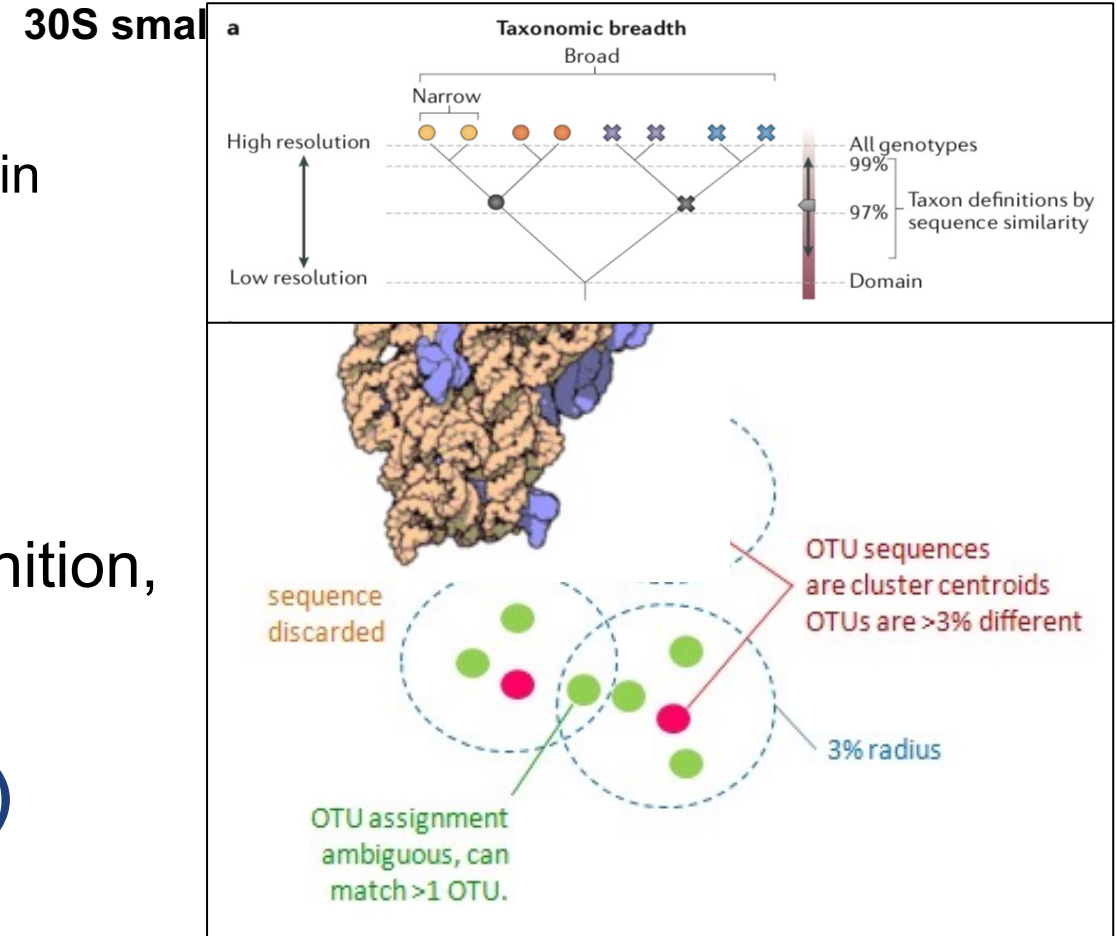 30S smal
in
nition,
)
a
Taxonomic breadth
Broad
Narrow
High resolution
Low resolution
All genotypes
99%
97%
Taxon definitions by
sequence similarity
Domain
sequence
discarded
OTU sequences
are cluster centroids
OTUs are >3% different
3% radius
OTU assignment
ambiguous, can
match >1 OTU.